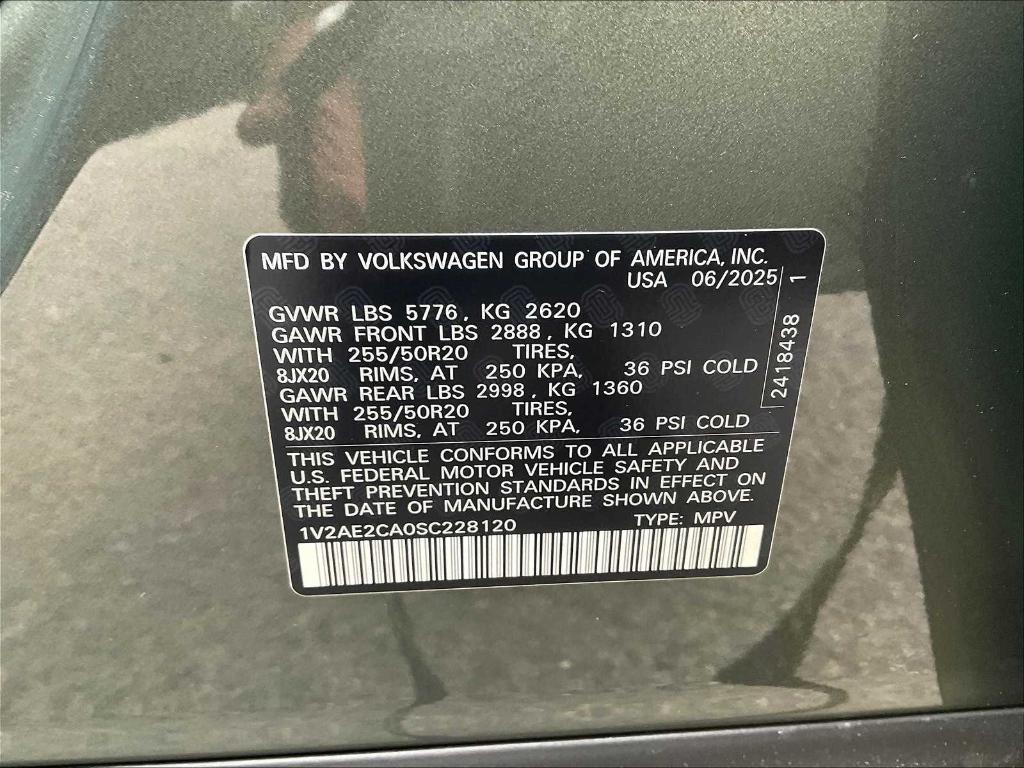 MFD BY VOLKSWAGEN GROUP OF AMERICA, INC.
USA 06/2025
GVWR LBS 5776, KG 2620
GAWR FRONT LBS 2888, KG 1310
WITH 255/50R20 TIRES,
8JX20 RIMS, AT 250 KPA, 36 PSI COLD
GAWR REAR LBS 2998, KG 1360
WITH 255/50R20 TIRES,
8JX20 RIMS, AT 250 KPA, 36 PSI COLD
2418438 1
THIS VEHICLE CONFORMS TO ALL APPLICABLE
U.S. FEDERAL MOTOR VEHICLE SAFETY AND
THEFT PREVENTION STANDARDS IN EFFECT ON
THE DATE OF MANUFACTURE SHOWN ABOVE.
1V2AE2CA0SC228120 TYPE: MPV